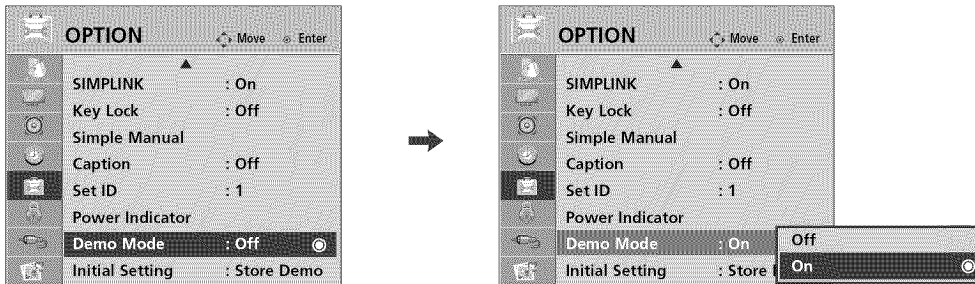 OPTION Move Enter
SIMPLINK : On
Key Lock : Off
Simple Manual
Caption : Off
Set ID : 1
Power Indicator
Demo Mode : Off
Initial Setting : Store Demo
OPTION Move Enter
SIMPLINK : On
Key Lock : Off
Simple Manual
Caption : Off
Set ID : 1
Power Indicator
Demo Mode : On
Initial Setting : Store
Off
On